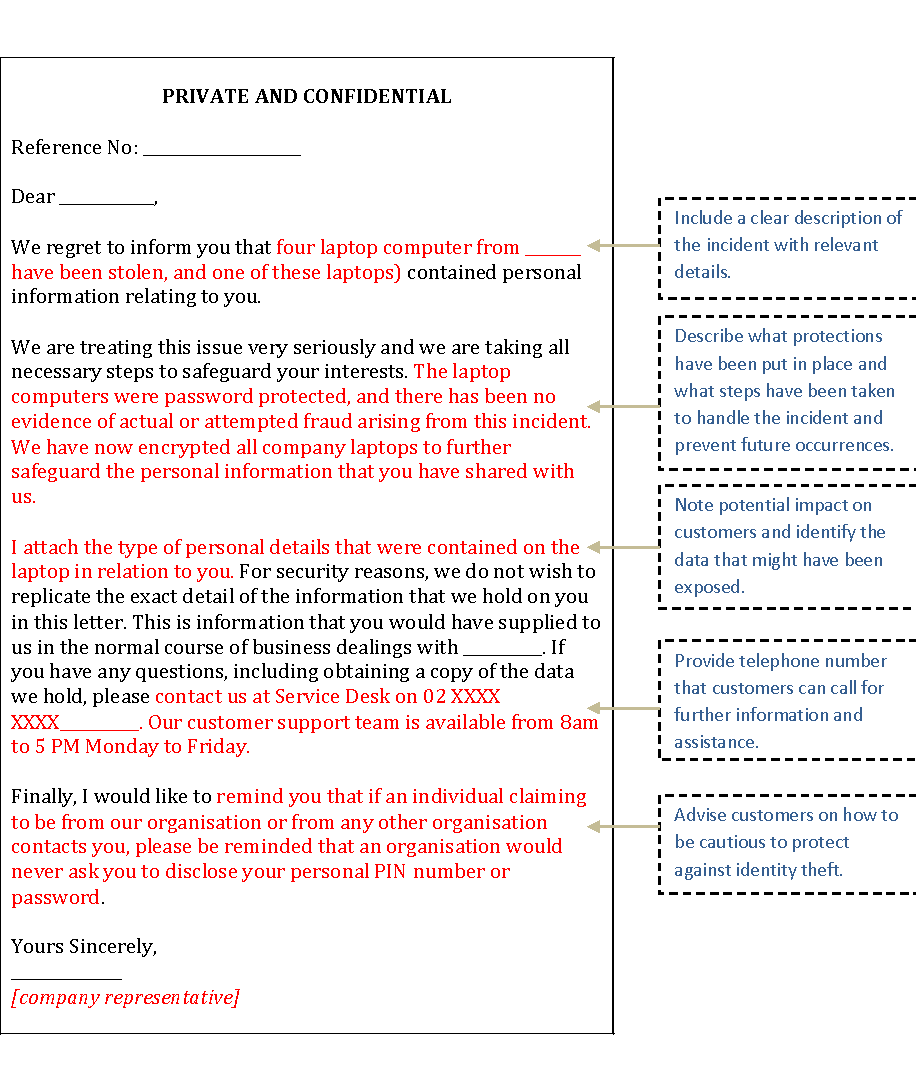 PRIVATE AND CONFIDENTIAL
Reference No: ___________________
Dear ___________,
We regret to inform you that four laptop computer from ______
have been stolen, and one of these laptops) contained personal
information relating to you.
We are treating this issue very seriously and we are taking all
necessary steps to safeguard your interests. The laptop
computers were password protected, and there has been no
evidence of actual or attempted fraud arising from this incident.
We have now encrypted all company laptops to further
safeguard the personal information that you have shared with
us.
I attach the type of personal details that were contained on the
laptop in relation to you. For security reasons, we do not wish to
replicate the exact detail of the information that we hold on you
in this letter. This is information that you would have supplied to
us in the normal course of business dealings with _________. If
you have any questions, including obtaining a copy of the data
we hold, please contact us at Service Desk on 02 XXXX
XXXX_________. Our customer support team is available from 8am
to 5 PM Monday to Friday.
Finally, I would like to remind you that if an individual claiming
to be from our organisation or from any other organisation
contacts you, please be reminded that an organisation would
never ask you to disclose your personal PIN number or
password.
Yours Sincerely,
_____________
[company representative]
Include a clear description of
the incident with relevant
details.
Describe what protections
have been put in place and
what steps have been taken
to handle the incident and
prevent future occurrences.
Note potential impact on
customers and identify the
data that might have been
exposed.
Provide telephone number
that customers can call for
further information and
assistance.
Advise customers on how to
be cautious to protect
against identity theft.